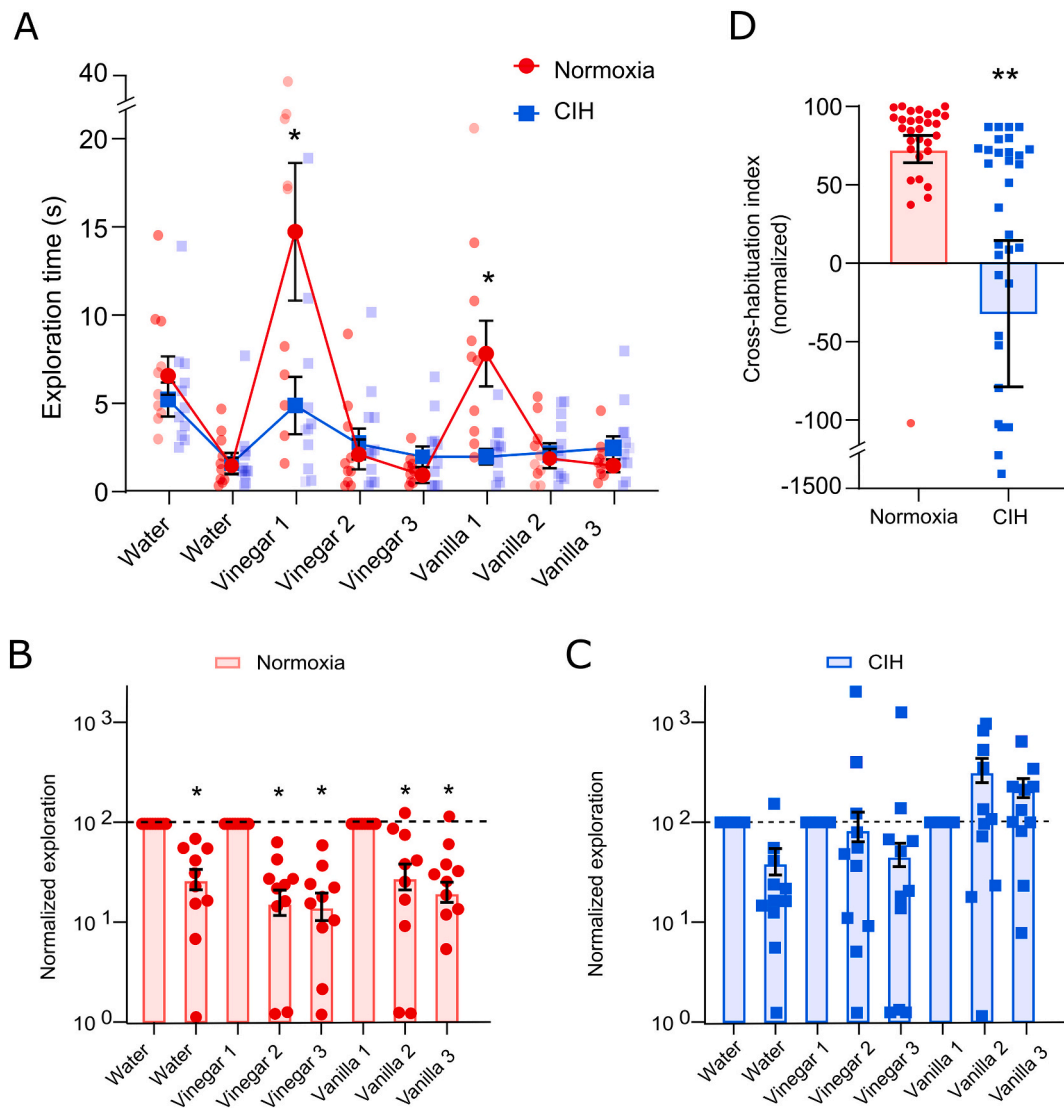 A
Normoxia
CIH
Exploration time (s)
40
20
15
10
5
0
*
*
Water
Water
Vinegar 1
Vinegar 2
Vinegar 3
Vanilla 1
Vanilla 2
Vanilla 3
D
**
Cross-habituation index
(normalized)
100
50
0
-50
-100
-1500
Normoxia
CIH
B
Normoxia
Normalized exploration
10 3
10 2
10 1
10 0
*
*
*
*
*
Water
Water
Vinegar 1
Vinegar 2
Vinegar 3
Vanilla 1
Vanilla 2
Vanilla 3
C
CIH
Normalized exploration
10 3
10 2
10 1
10 0
Water
Water
Vinegar 1
Vinegar 2
Vinegar 3
Vanilla 1
Vanilla 2
Vanilla 3